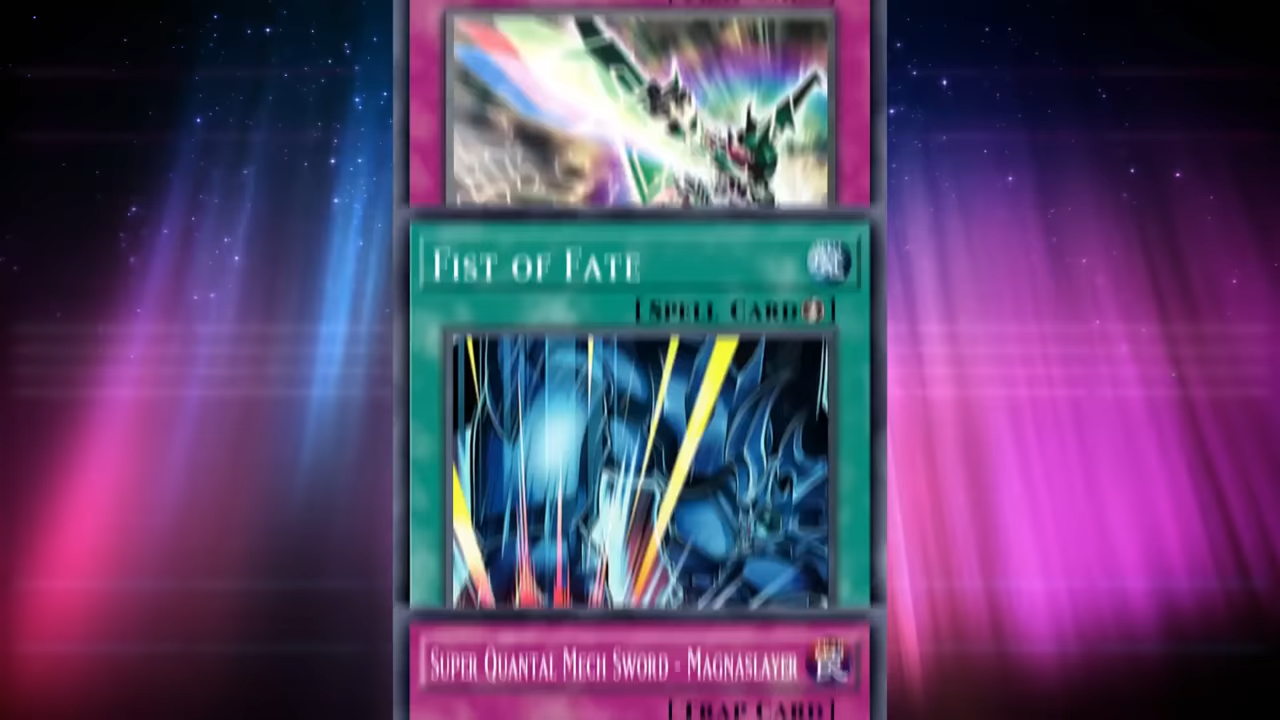 FIST OF FATE
[SPELL CARD]
SUPER QUANTAL MECH SWORD - MAGNASLAYER
[TRAP CARD]